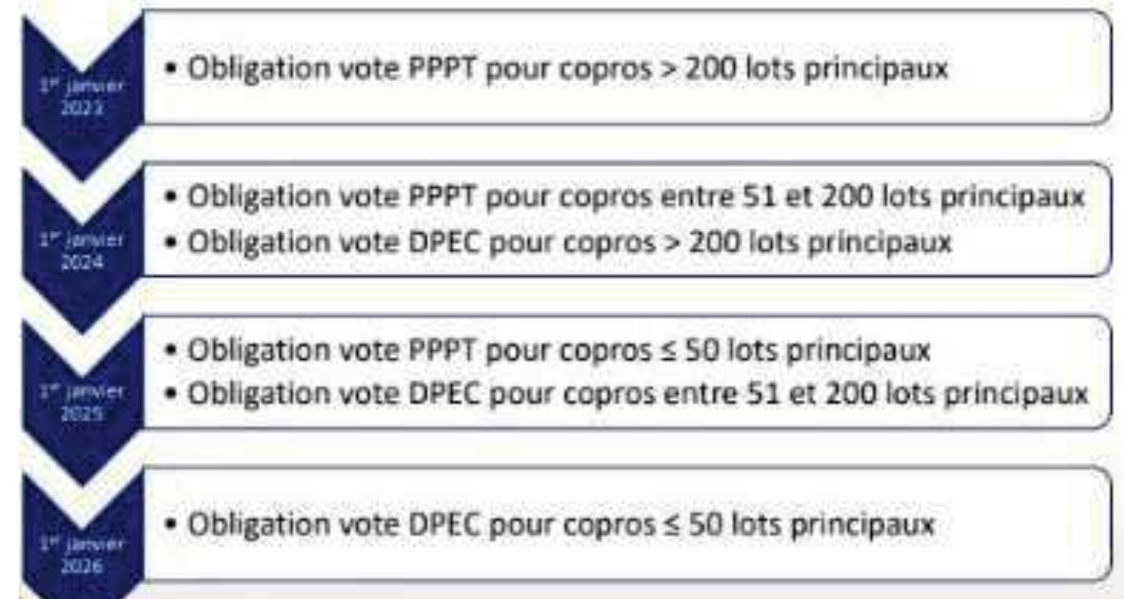 1er janvier
2023
• Obligation vote PPPT pour copros > 200 lots principaux
1er janvier
2024
• Obligation vote PPPT pour copros entre 51 et 200 lots principaux
• Obligation vote DPEC pour copros > 200 lots principaux
1er janvier
2025
• Obligation vote PPPT pour copros ≤ 50 lots principaux
• Obligation vote DPEC pour copros entre 51 et 200 lots principaux
1er janvier
2026
• Obligation vote DPEC pour copros ≤ 50 lots principaux